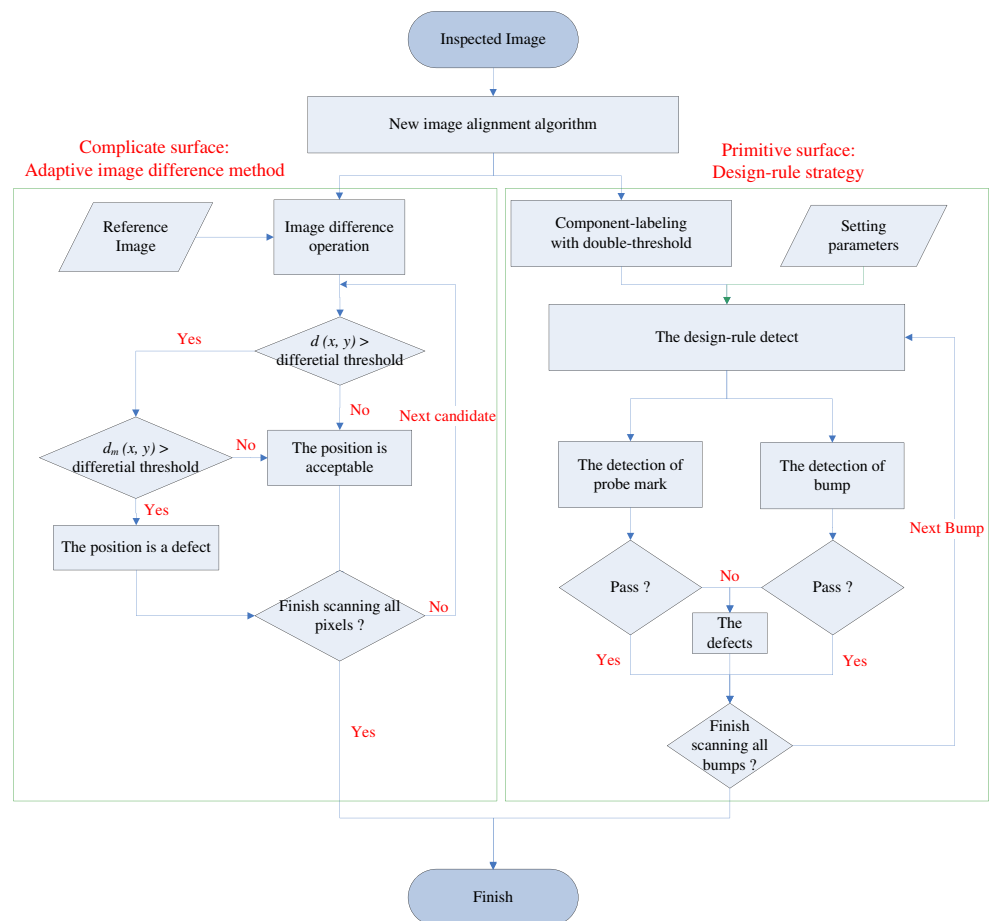 Inspected Image
New image alignment algorithm
Complicate surface:
Adaptive image difference method
Primitive surface:
Design-rule strategy
Reference
Image
Image difference
operation
Component-labeling
with double-threshold
Setting
parameters
d (x, y) >
differetial threshold
Yes
No
Next candidate
The design-rule detect
dm (x, y) >
differetial threshold
No
Yes
The position is
acceptable
The position is a defect
Finish scanning all
pixels ?
No
Yes
The detection of
probe mark
The detection of
bump
Next Bump
Pass ?
No
Pass ?
The
defects
Yes
Yes
Finish
scanning all
bumps ?
Finish